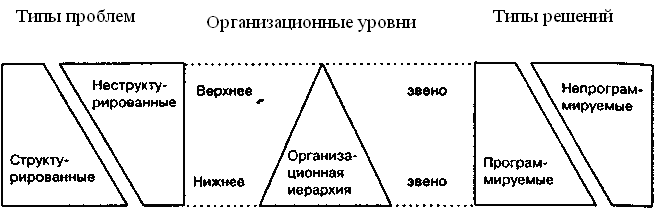 Типы проблем
Организационные уровни
Типы решений
Неструкту-
рированные
Структу-
рированные
Верхнее звено
Организа-
ционная
иерархия
Нижнее звено
Непрограм-
мируемые
Програм-
мируемые